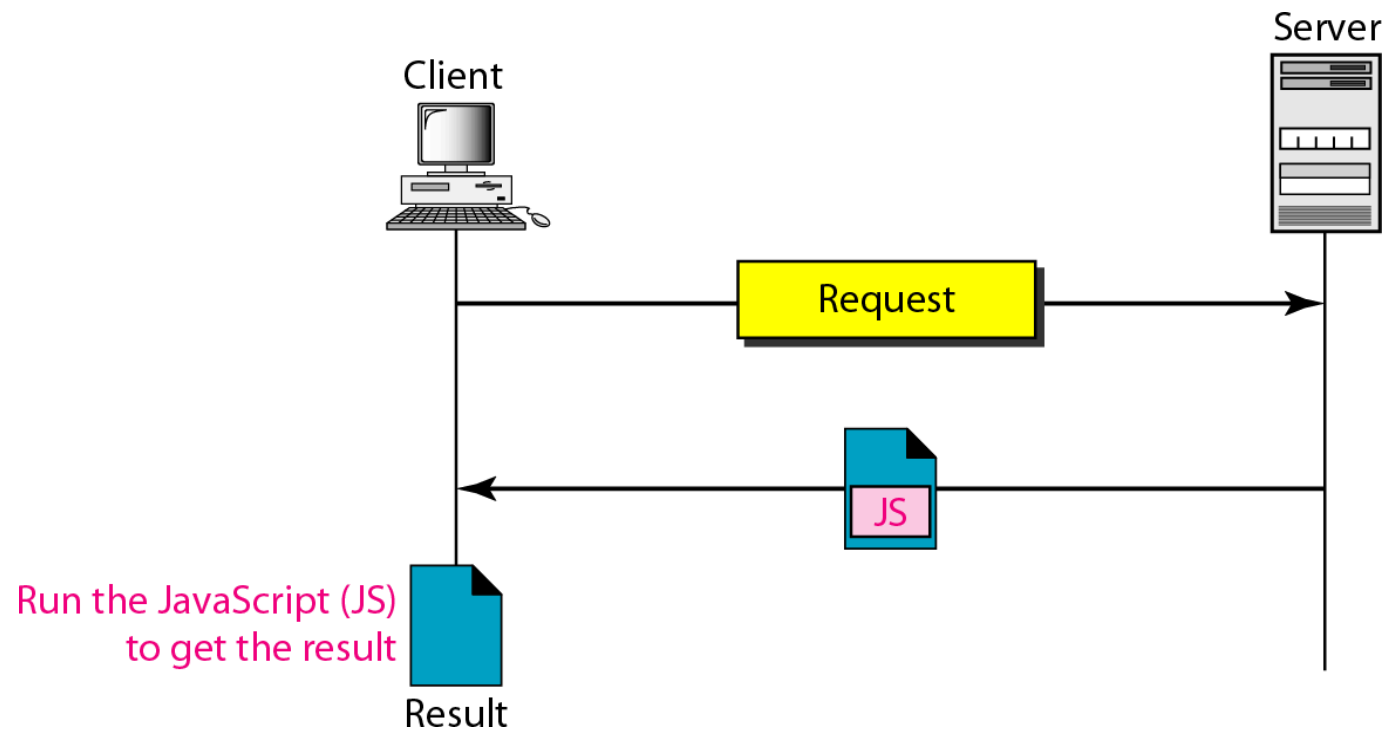 Server
Client
Request
JS
Run the JavaScript (JS)
to get the result
Result